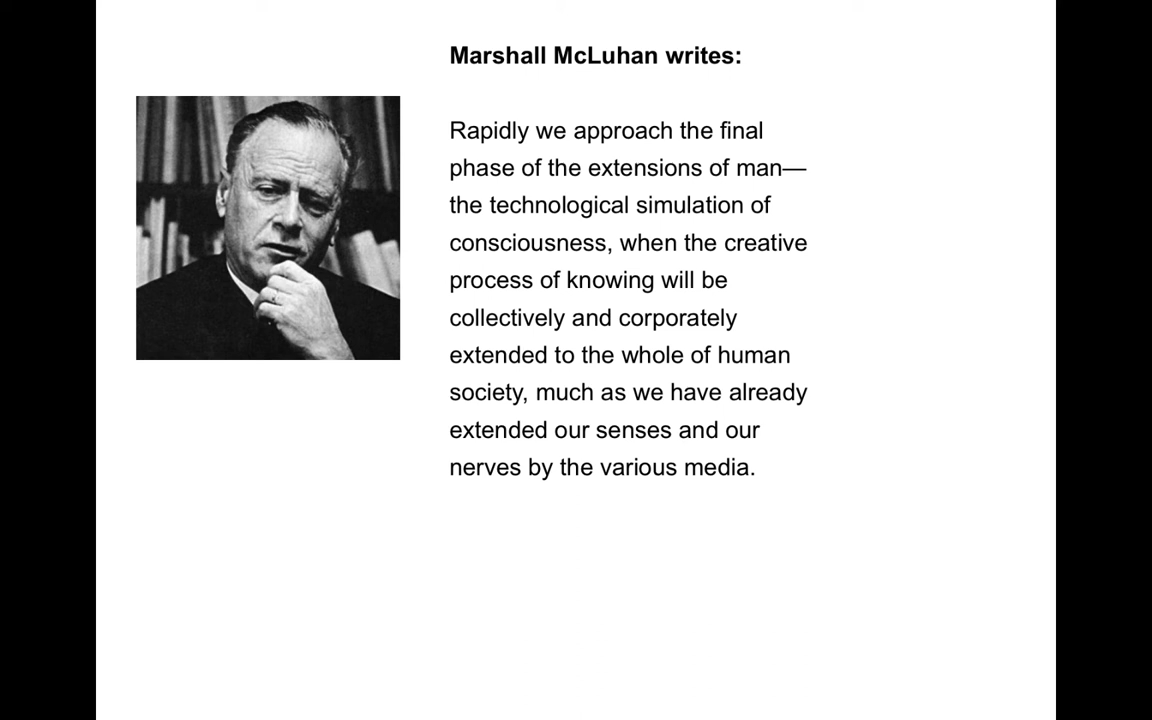 Marshall McLuhan writes:
Rapidly we approach the final
phase of the extensions of man—
the technological simulation of
consciousness, when the creative
process of knowing will be
collectively and corporately
extended to the whole of human
society, much as we have already
extended our senses and our
nerves by the various media.